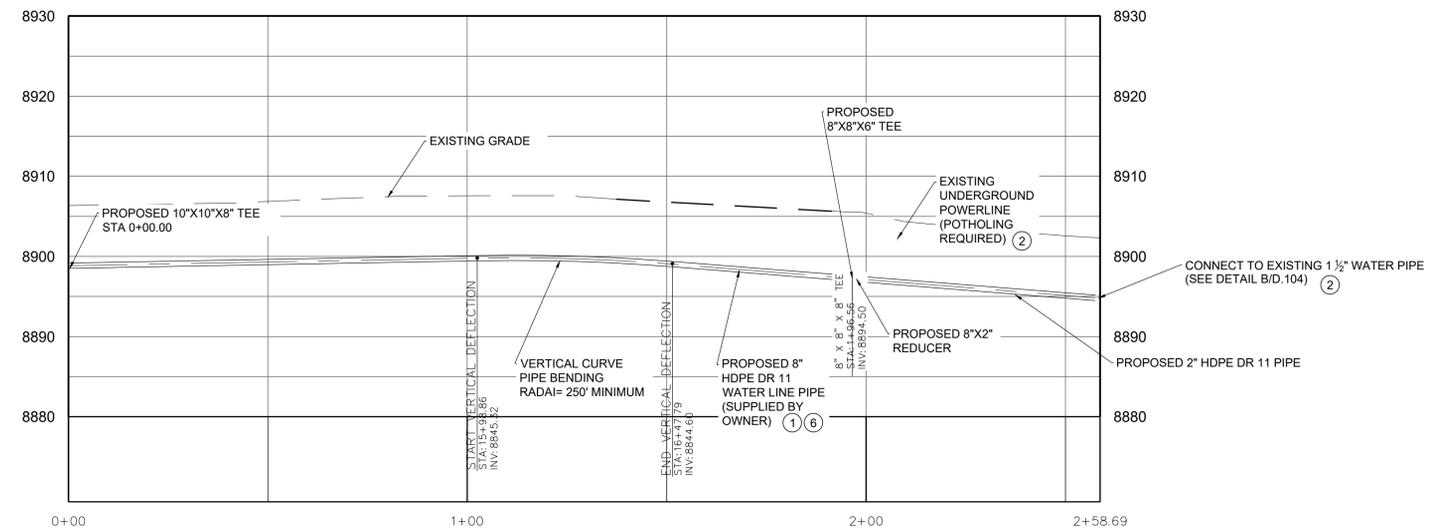 8930
8930
8920
8920
PROPOSED
8"X8"X6" TEE
EXISTING GRADE
8910
8910
EXISTING
UNDERGROUND
POWERLINE
(POTHOLING
REQUIRED) 2
PROPOSED 10"X10"X8" TEE
STA 0+00.00
8900
8900
CONNECT TO EXISTING 1 ½" WATER PIPE
(SEE DETAIL B/D.104) 2
8890
8890
PROPOSED 8"X2"
REDUCER
PROPOSED 2" HDPE DR 11 PIPE
VERTICAL CURVE
PIPE BENDING
RADAI= 250' MINIMUM
PROPOSED 8"
HDPE DR 11
WATER LINE PIPE
(SUPPLIED BY
OWNER) 1 6
8880
8880
START VERTICAL DEFLECTION
STA:15+98.86
INV:8845.32
END VERTICAL DEFLECTION
STA:16+47.79
INV:8844.60
8" X 8" X 8" TEE
STA:1+96.56
INV:8894.50
0+00
1+00
2+00
2+58.69